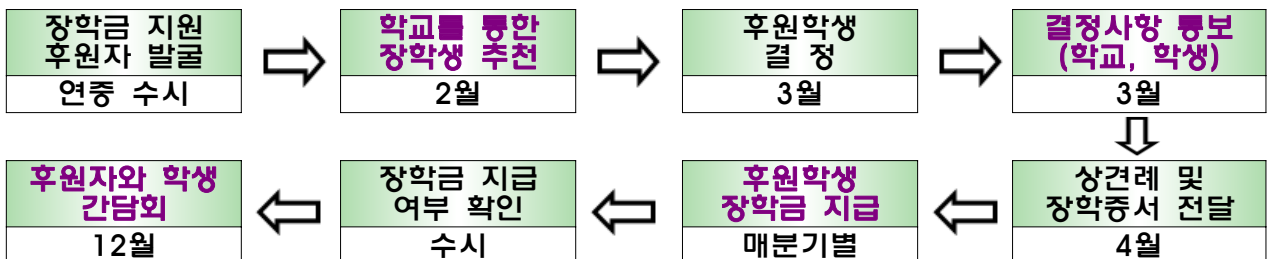 장학금 지원
후원자 발굴
연중 수시
학교를 통한
장학생 추천
2월
후원학생
결 정
3월
결정사항 통보
(학교, 학생)
3월
상견례 및
장학증서 전달
4월
후원학생
장학금 지급
매분기별
장학금 지급
여부 확인
수시
후원자와 학생
간담회
12월